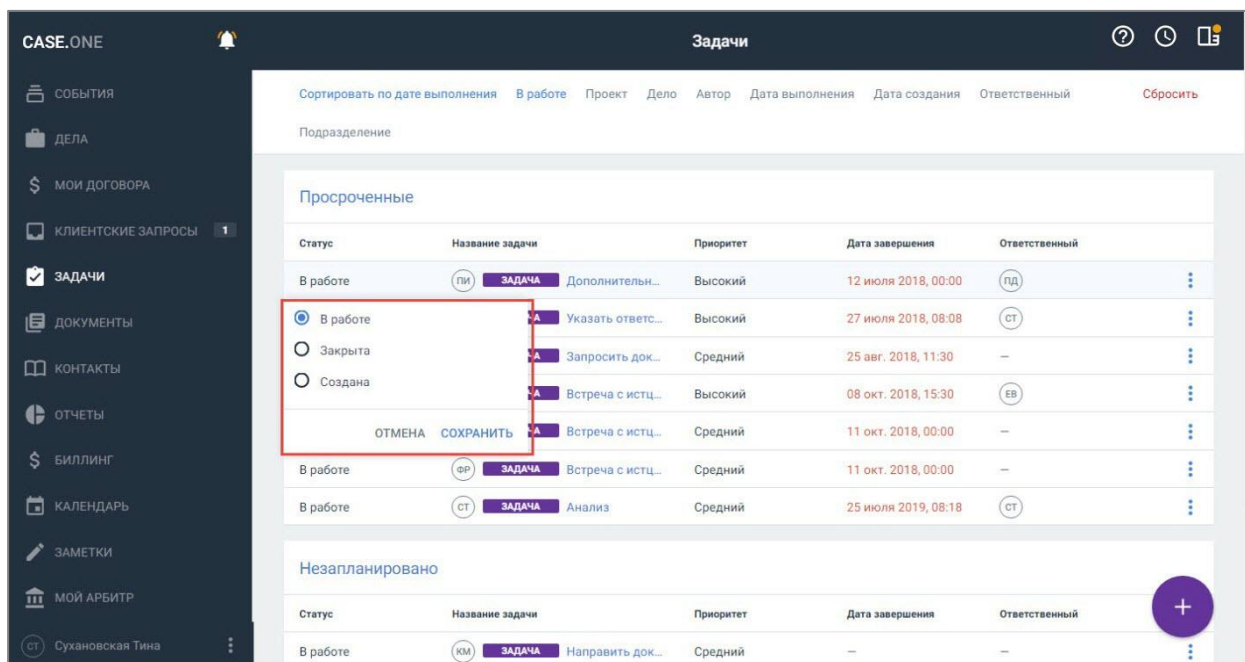 CASE.ONE Задачи
СОБЫТИЯ
ДЕЛА
МОИ ДОГОВОРА
КЛИЕНТСКИЕ ЗАПРОСЫ 1
ЗАДАЧИ
ДОКУМЕНТЫ
КОНТАКТЫ
ОТЧЕТЫ
БИЛЛИНГ
КАЛЕНДАРЬ
ЗАМЕТКИ
МОЙ АРБИТР
СТ Сухановская Тина
Сортировать по дате выполнения В работе Проект Дело Автор Дата выполнения Дата создания Ответственный Сбросить
Подразделение
Просроченные
Статус Название задачи Приоритет Дата завершения Ответственный
В работе ПИ ЗАДАЧА Дополнительн... Высокий 12 июля 2018, 00:00 ПД
В работе ЧА Указать ответс... Высокий 27 июля 2018, 08:08 СТ
Закрыта ЧА Запросить док... Средний 25 авг. 2018, 11:30 –
Создана ЧА Встреча с истц... Высокий 08 окт. 2018, 15:30 ЕВ
ОТМЕНА СОХРАНИТЬ ЧА Встреча с истц... Средний 11 окт. 2018, 00:00 –
В работе ФР ЗАДАЧА Встреча с истц... Средний 11 окт. 2018, 00:00 –
В работе СТ ЗАДАЧА Анализ Средний 25 июля 2019, 08:18 СТ
Незапланировано
Статус Название задачи Приоритет Дата завершения Ответственный
В работе КМ ЗАДАЧА Направить док... Средний – –